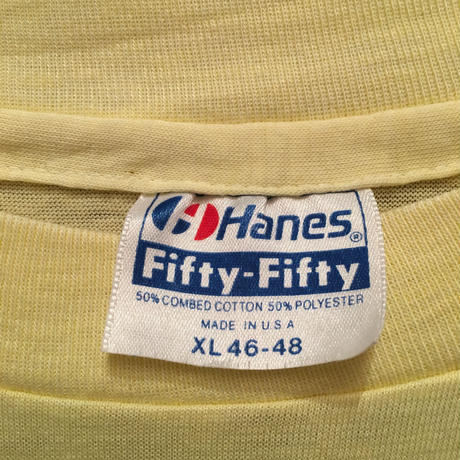 Hanes®
Fifty-Fifty
50% COMBED COTTON 50% POLYESTER
MADE IN U.S.A
XL 46-48